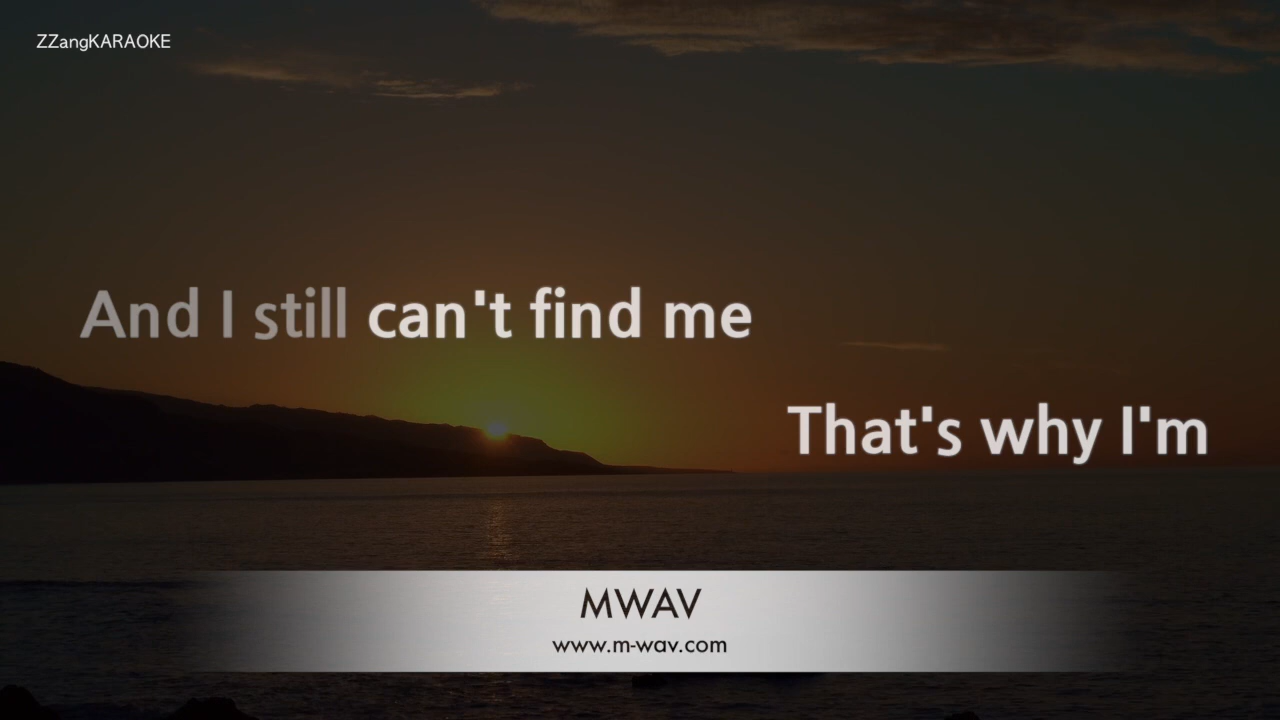 ZZangKARAOKE
And I still can't find me
That's why I'm
MWAV
www.m-wav.com